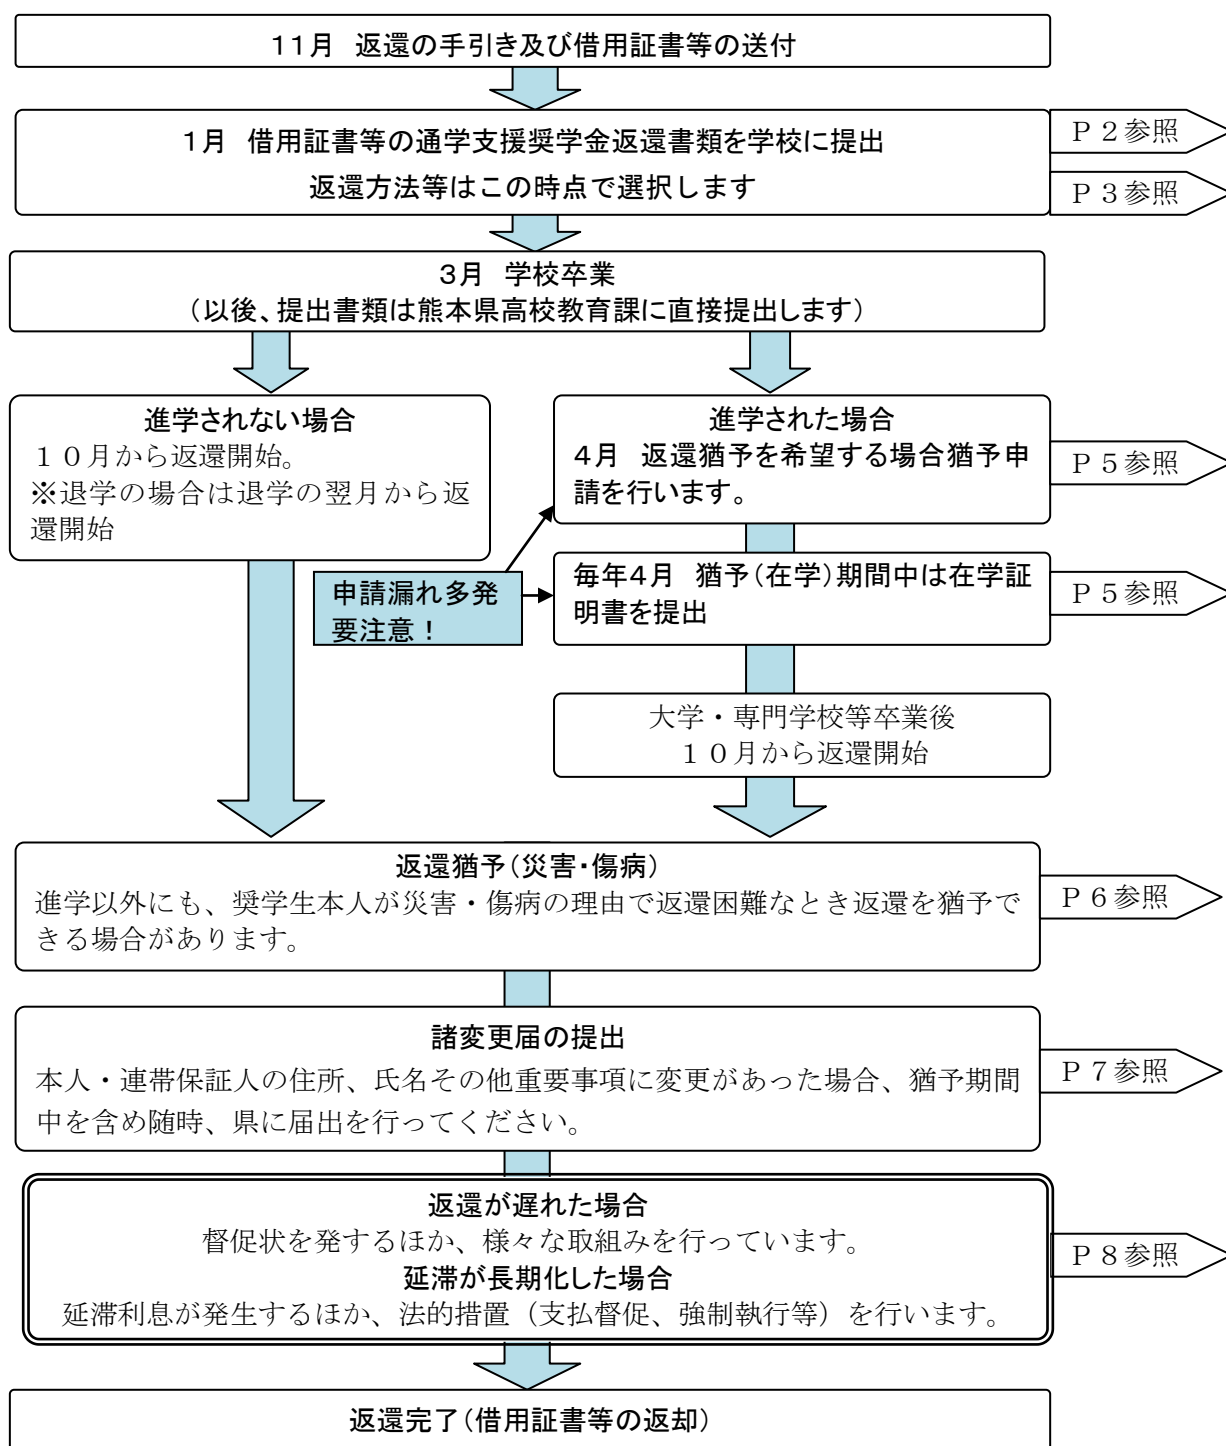 11月　返還の手引き及び借用証書等の送付
1月　借用証書等の通学支援奨学金返還書類を学校に提出
返還方法等はこの時点で選択します
Ｐ２参照
Ｐ３参照
3月　学校卒業
（以後、提出書類は熊本県高校教育課に直接提出します）
進学されない場合
１０月から返還開始。
※退学の場合は退学の翌月から返
還開始
進学された場合
4月　返還猶予を希望する場合猶予申
請を行います。
Ｐ５参照
申請漏れ多発
要注意！
毎年4月　猶予（在学）期間中は在学証
明書を提出
Ｐ５参照
大学・専門学校等卒業後
１０月から返還開始
返還猶予（災害・傷病）
進学以外にも、奨学生本人が災害・傷病の理由で返還困難なとき返還を猶予で
きる場合があります。
Ｐ６参照
諸変更届の提出
本人・連帯保証人の住所、氏名その他重要事項に変更があった場合、猶予期間
中を含め随時、県に届出を行ってください。
Ｐ７参照
返還が遅れた場合
督促状を発するほか、様々な取組みを行っています。
延滞が長期化した場合
延滞利息が発生するほか、法的措置（支払督促、強制執行等）を行います。
Ｐ８参照
返還完了（借用証書等の返却）